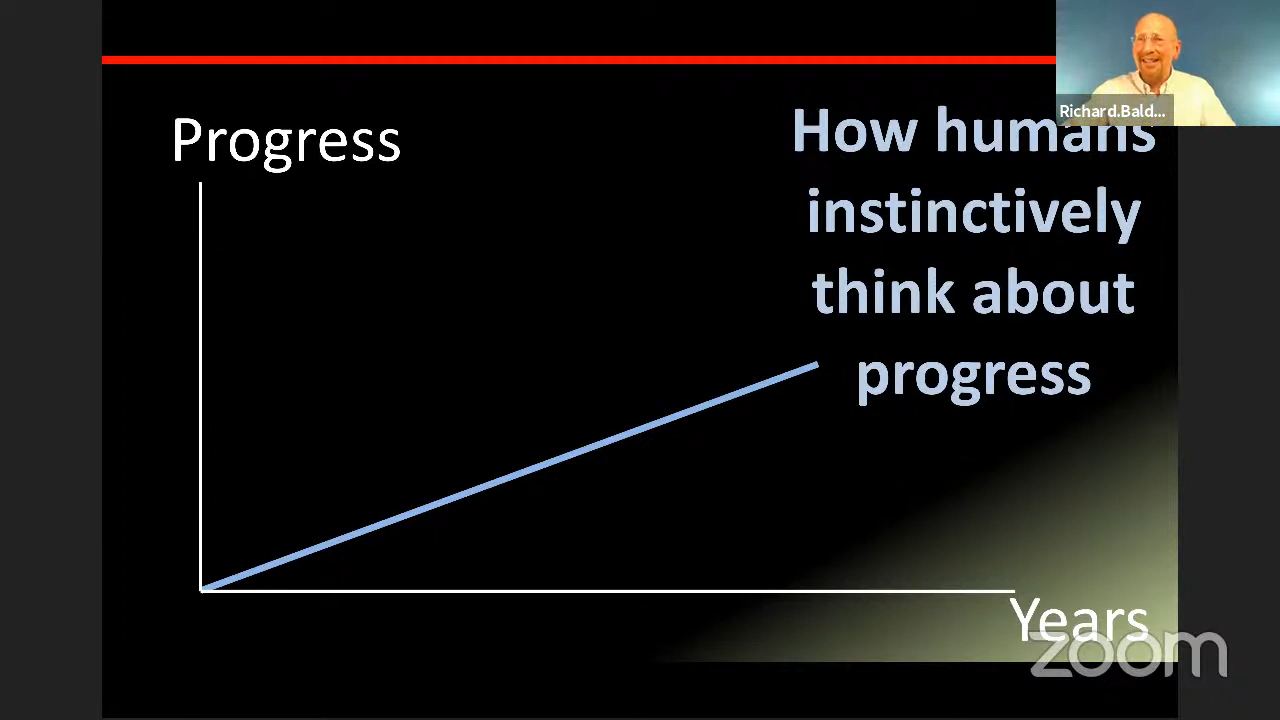 Progress
How humans
instinctively
think about
progress
Richard.Bald...
Years
zoom